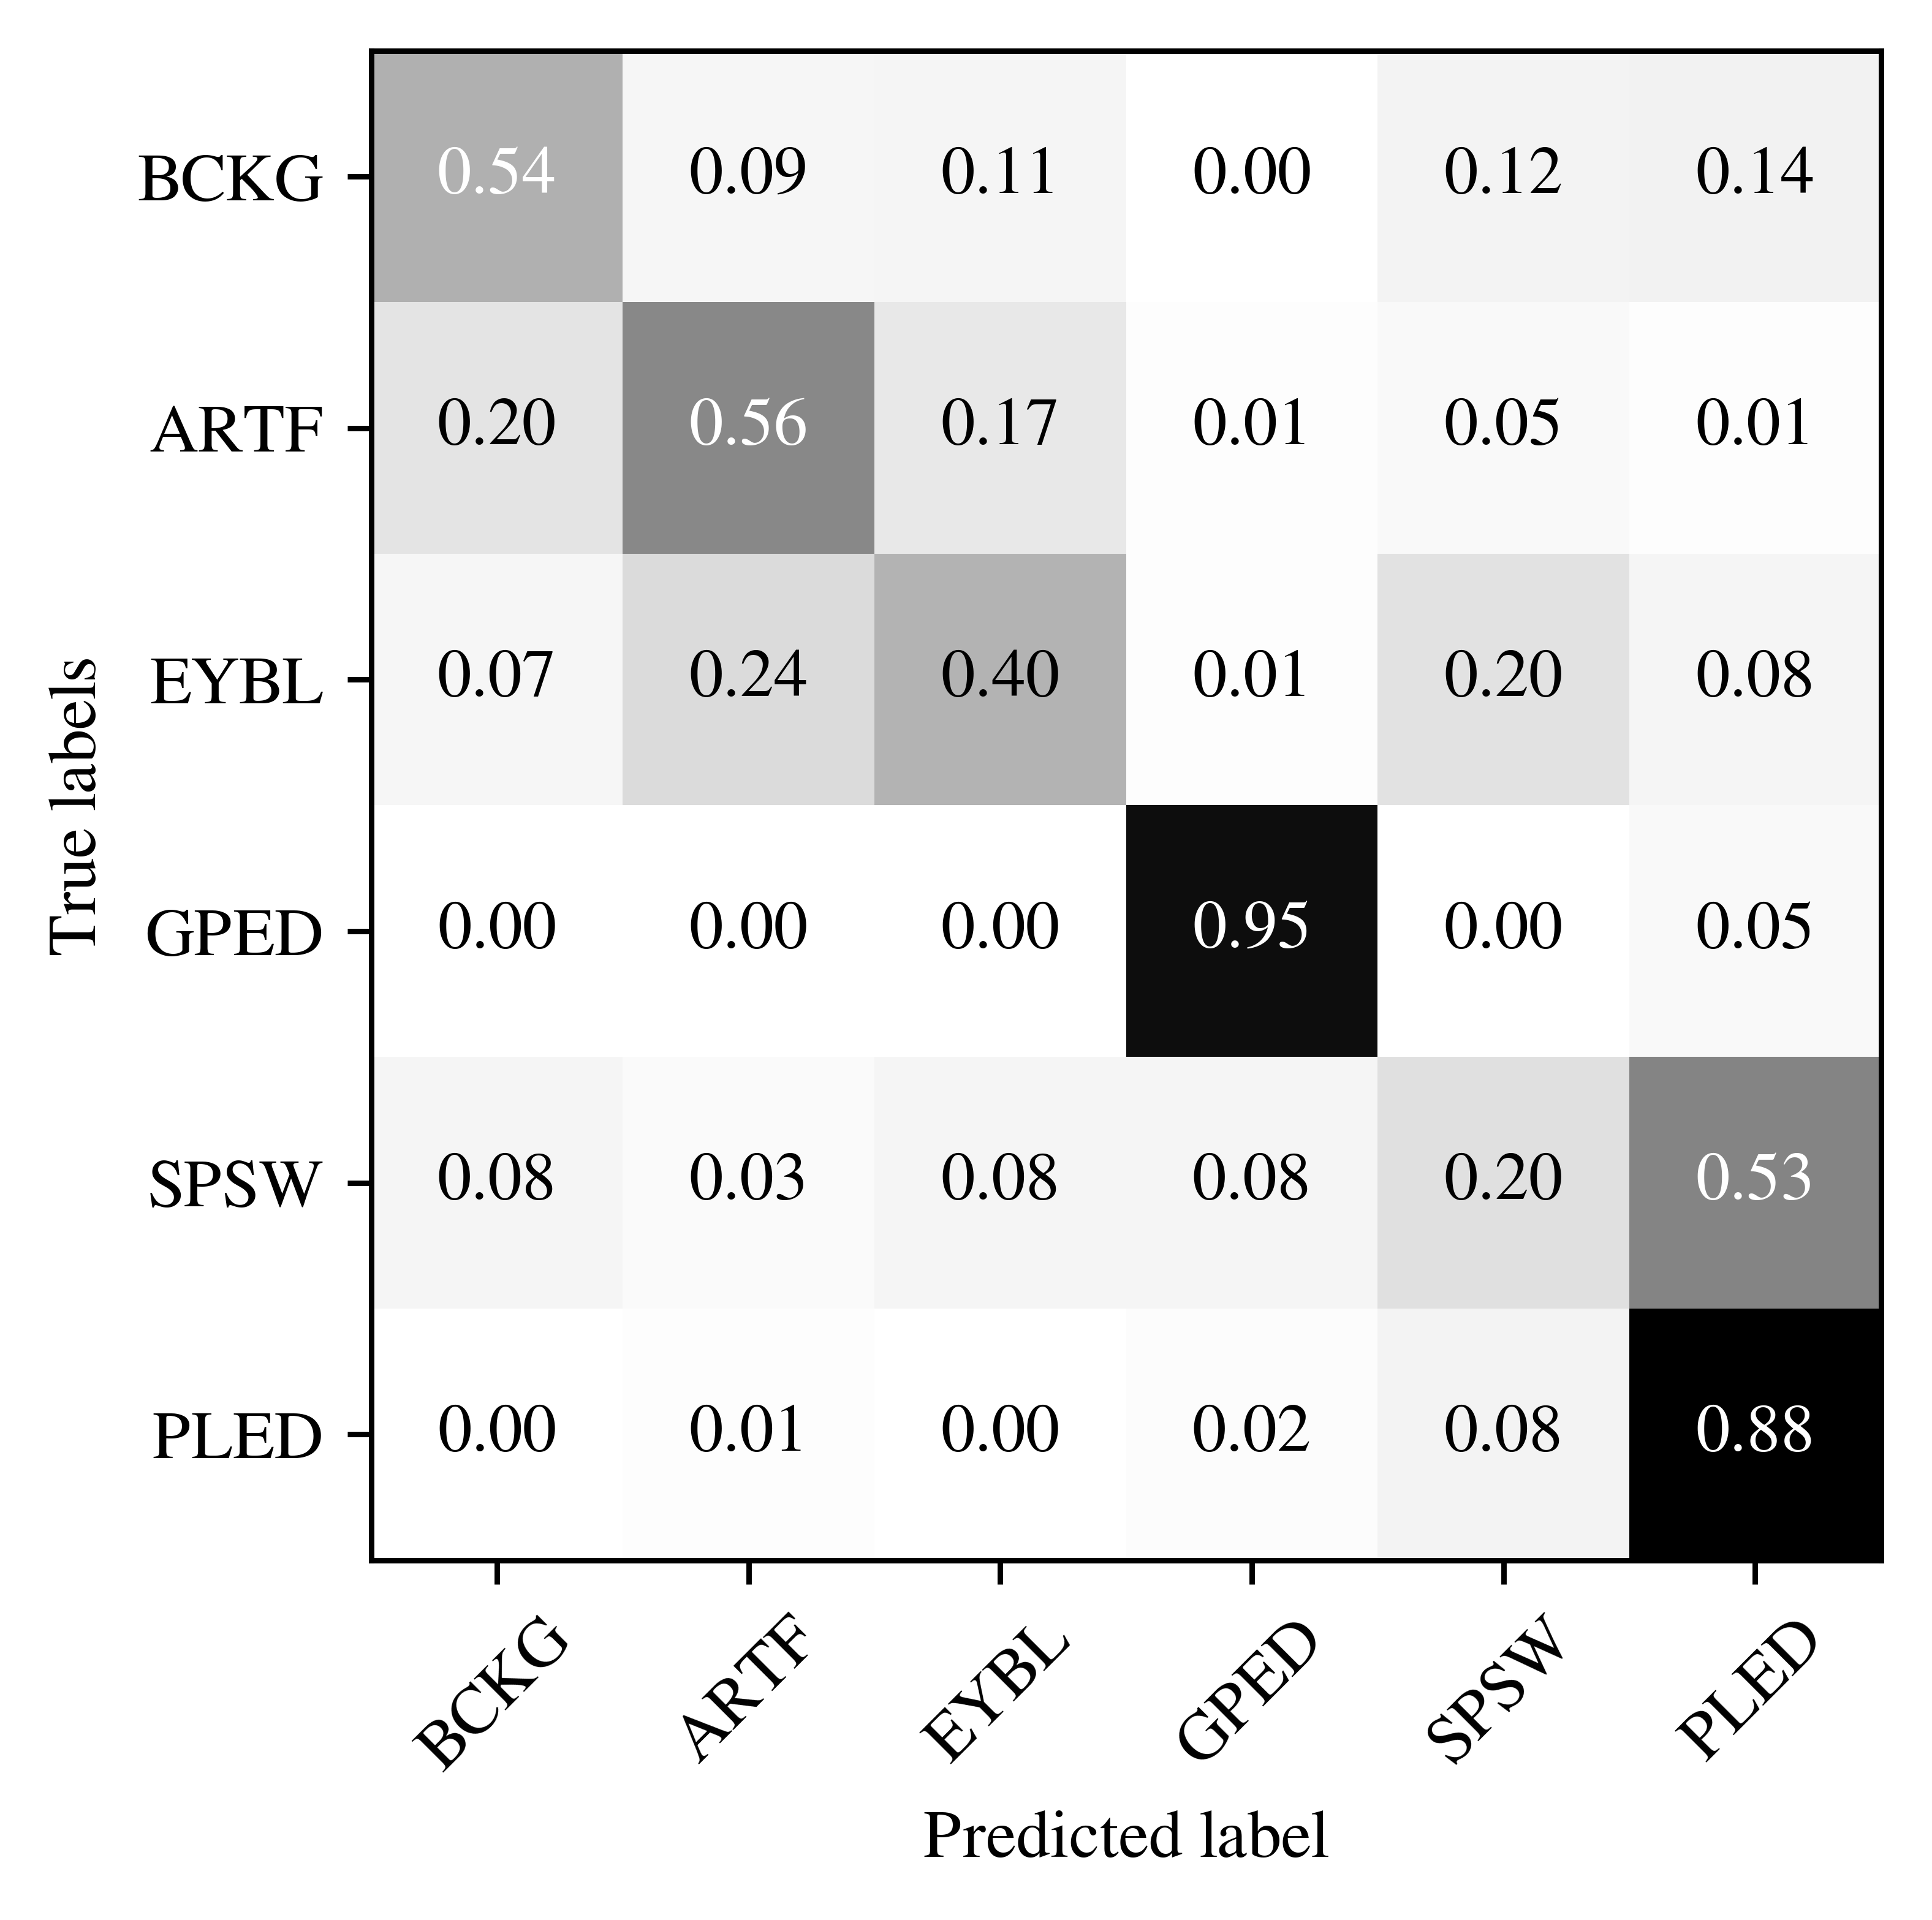 BCKG 0.54 0.09 0.11 0.00 0.12 0.14
ARTF 0.20 0.56 0.17 0.01 0.05 0.01
EYBL 0.07 0.24 0.40 0.01 0.20 0.08
GPED 0.00 0.00 0.00 0.95 0.00 0.05
SPSW 0.08 0.03 0.08 0.08 0.20 0.53
PLED 0.00 0.01 0.00 0.02 0.08 0.88
True labels
BCKG ARTF EYBL GPED SPSW PLED
Predicted label